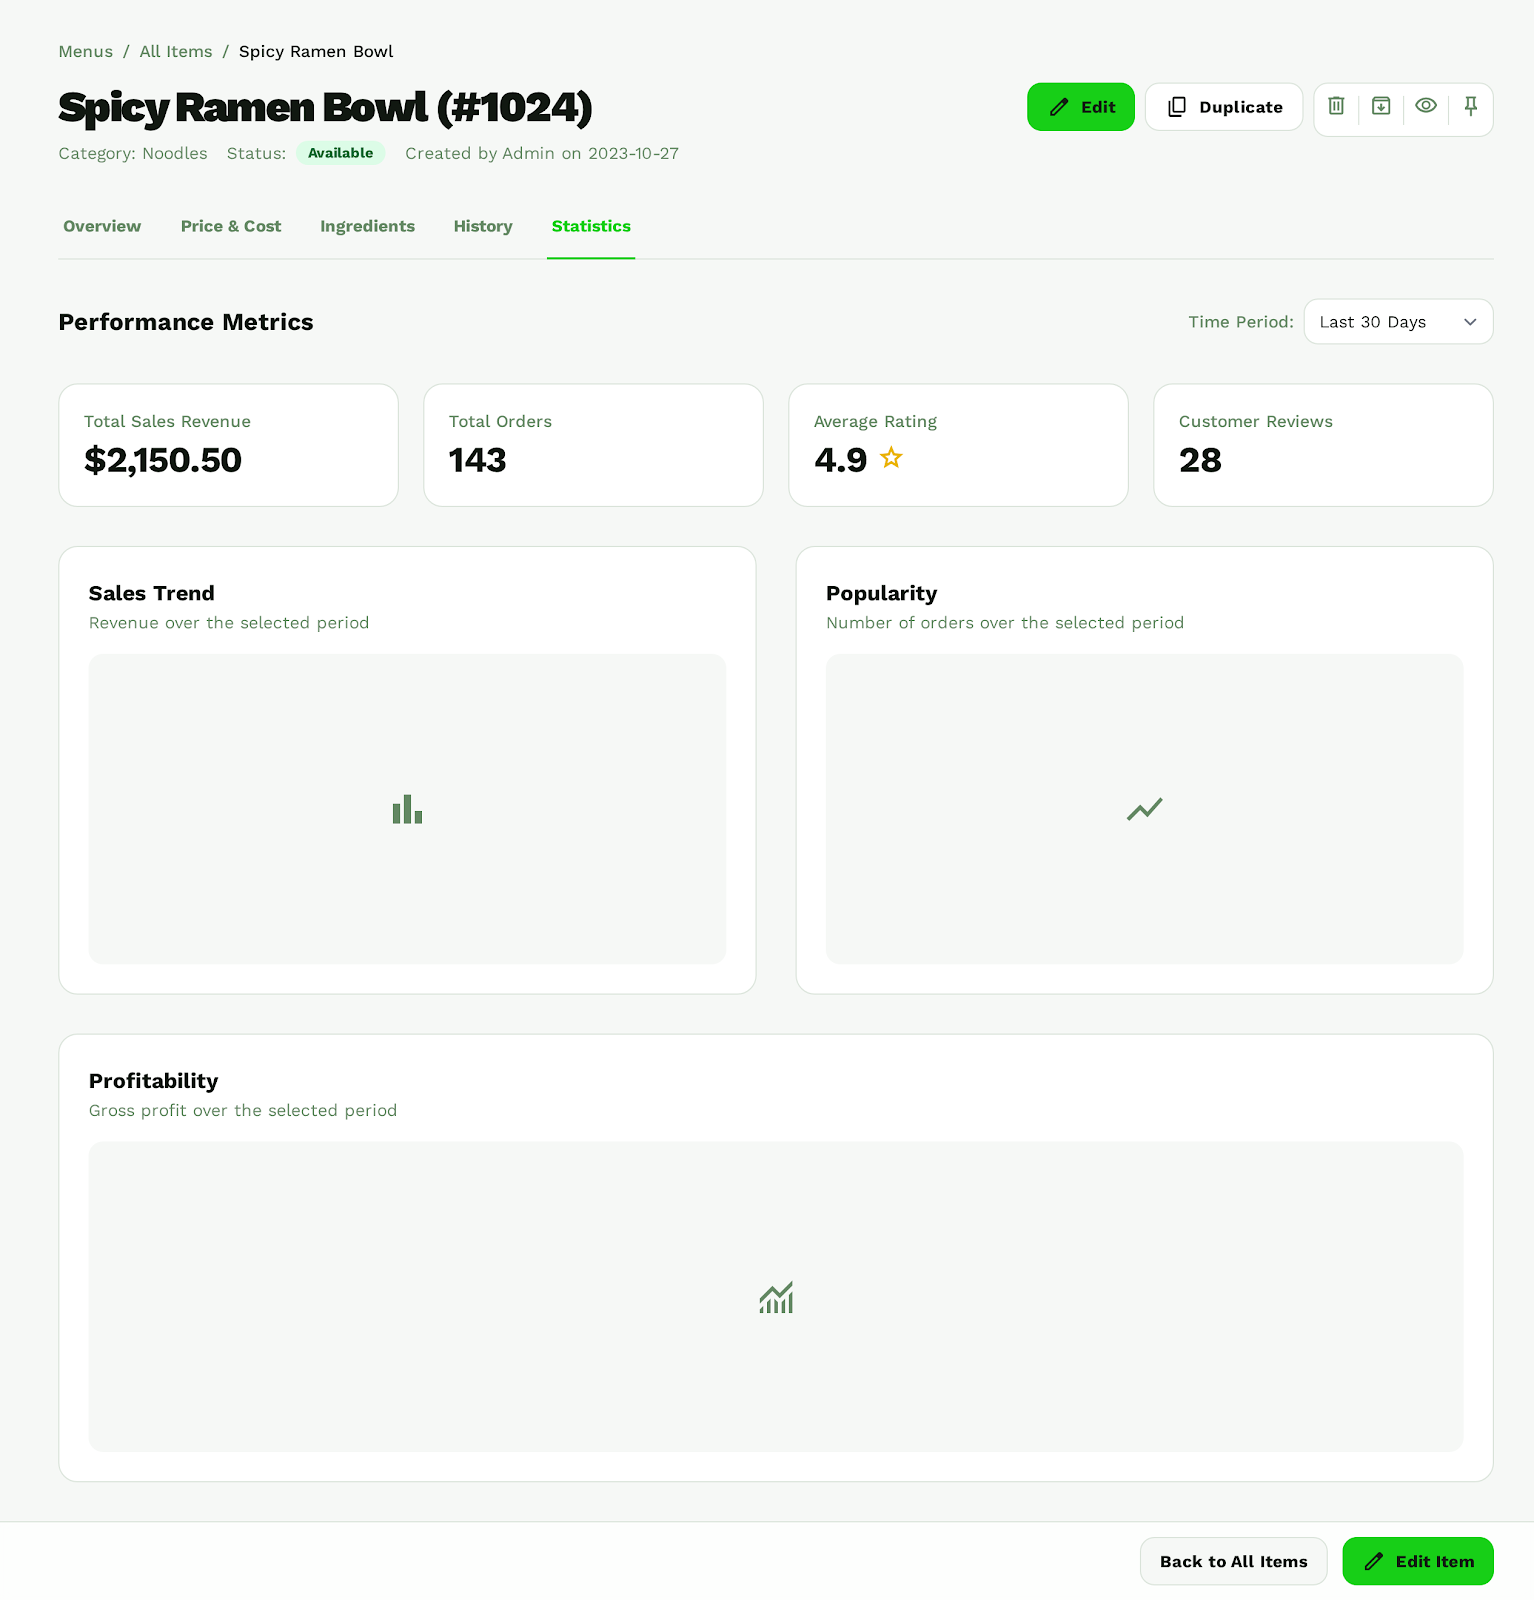 Menus / All Items / Spicy Ramen Bowl
Spicy Ramen Bowl (#1024)
Edit
Duplicate
Category: Noodles Status: Available Created by Admin on 2023-10-27
Overview Price & Cost Ingredients History Statistics
Performance Metrics
Time Period: Last 30 Days
Total Sales Revenue
$2,150.50
Total Orders
143
Average Rating
4.9
Customer Reviews
28
Sales Trend
Revenue over the selected period
Popularity
Number of orders over the selected period
Profitability
Gross profit over the selected period
Back to All Items
Edit Item